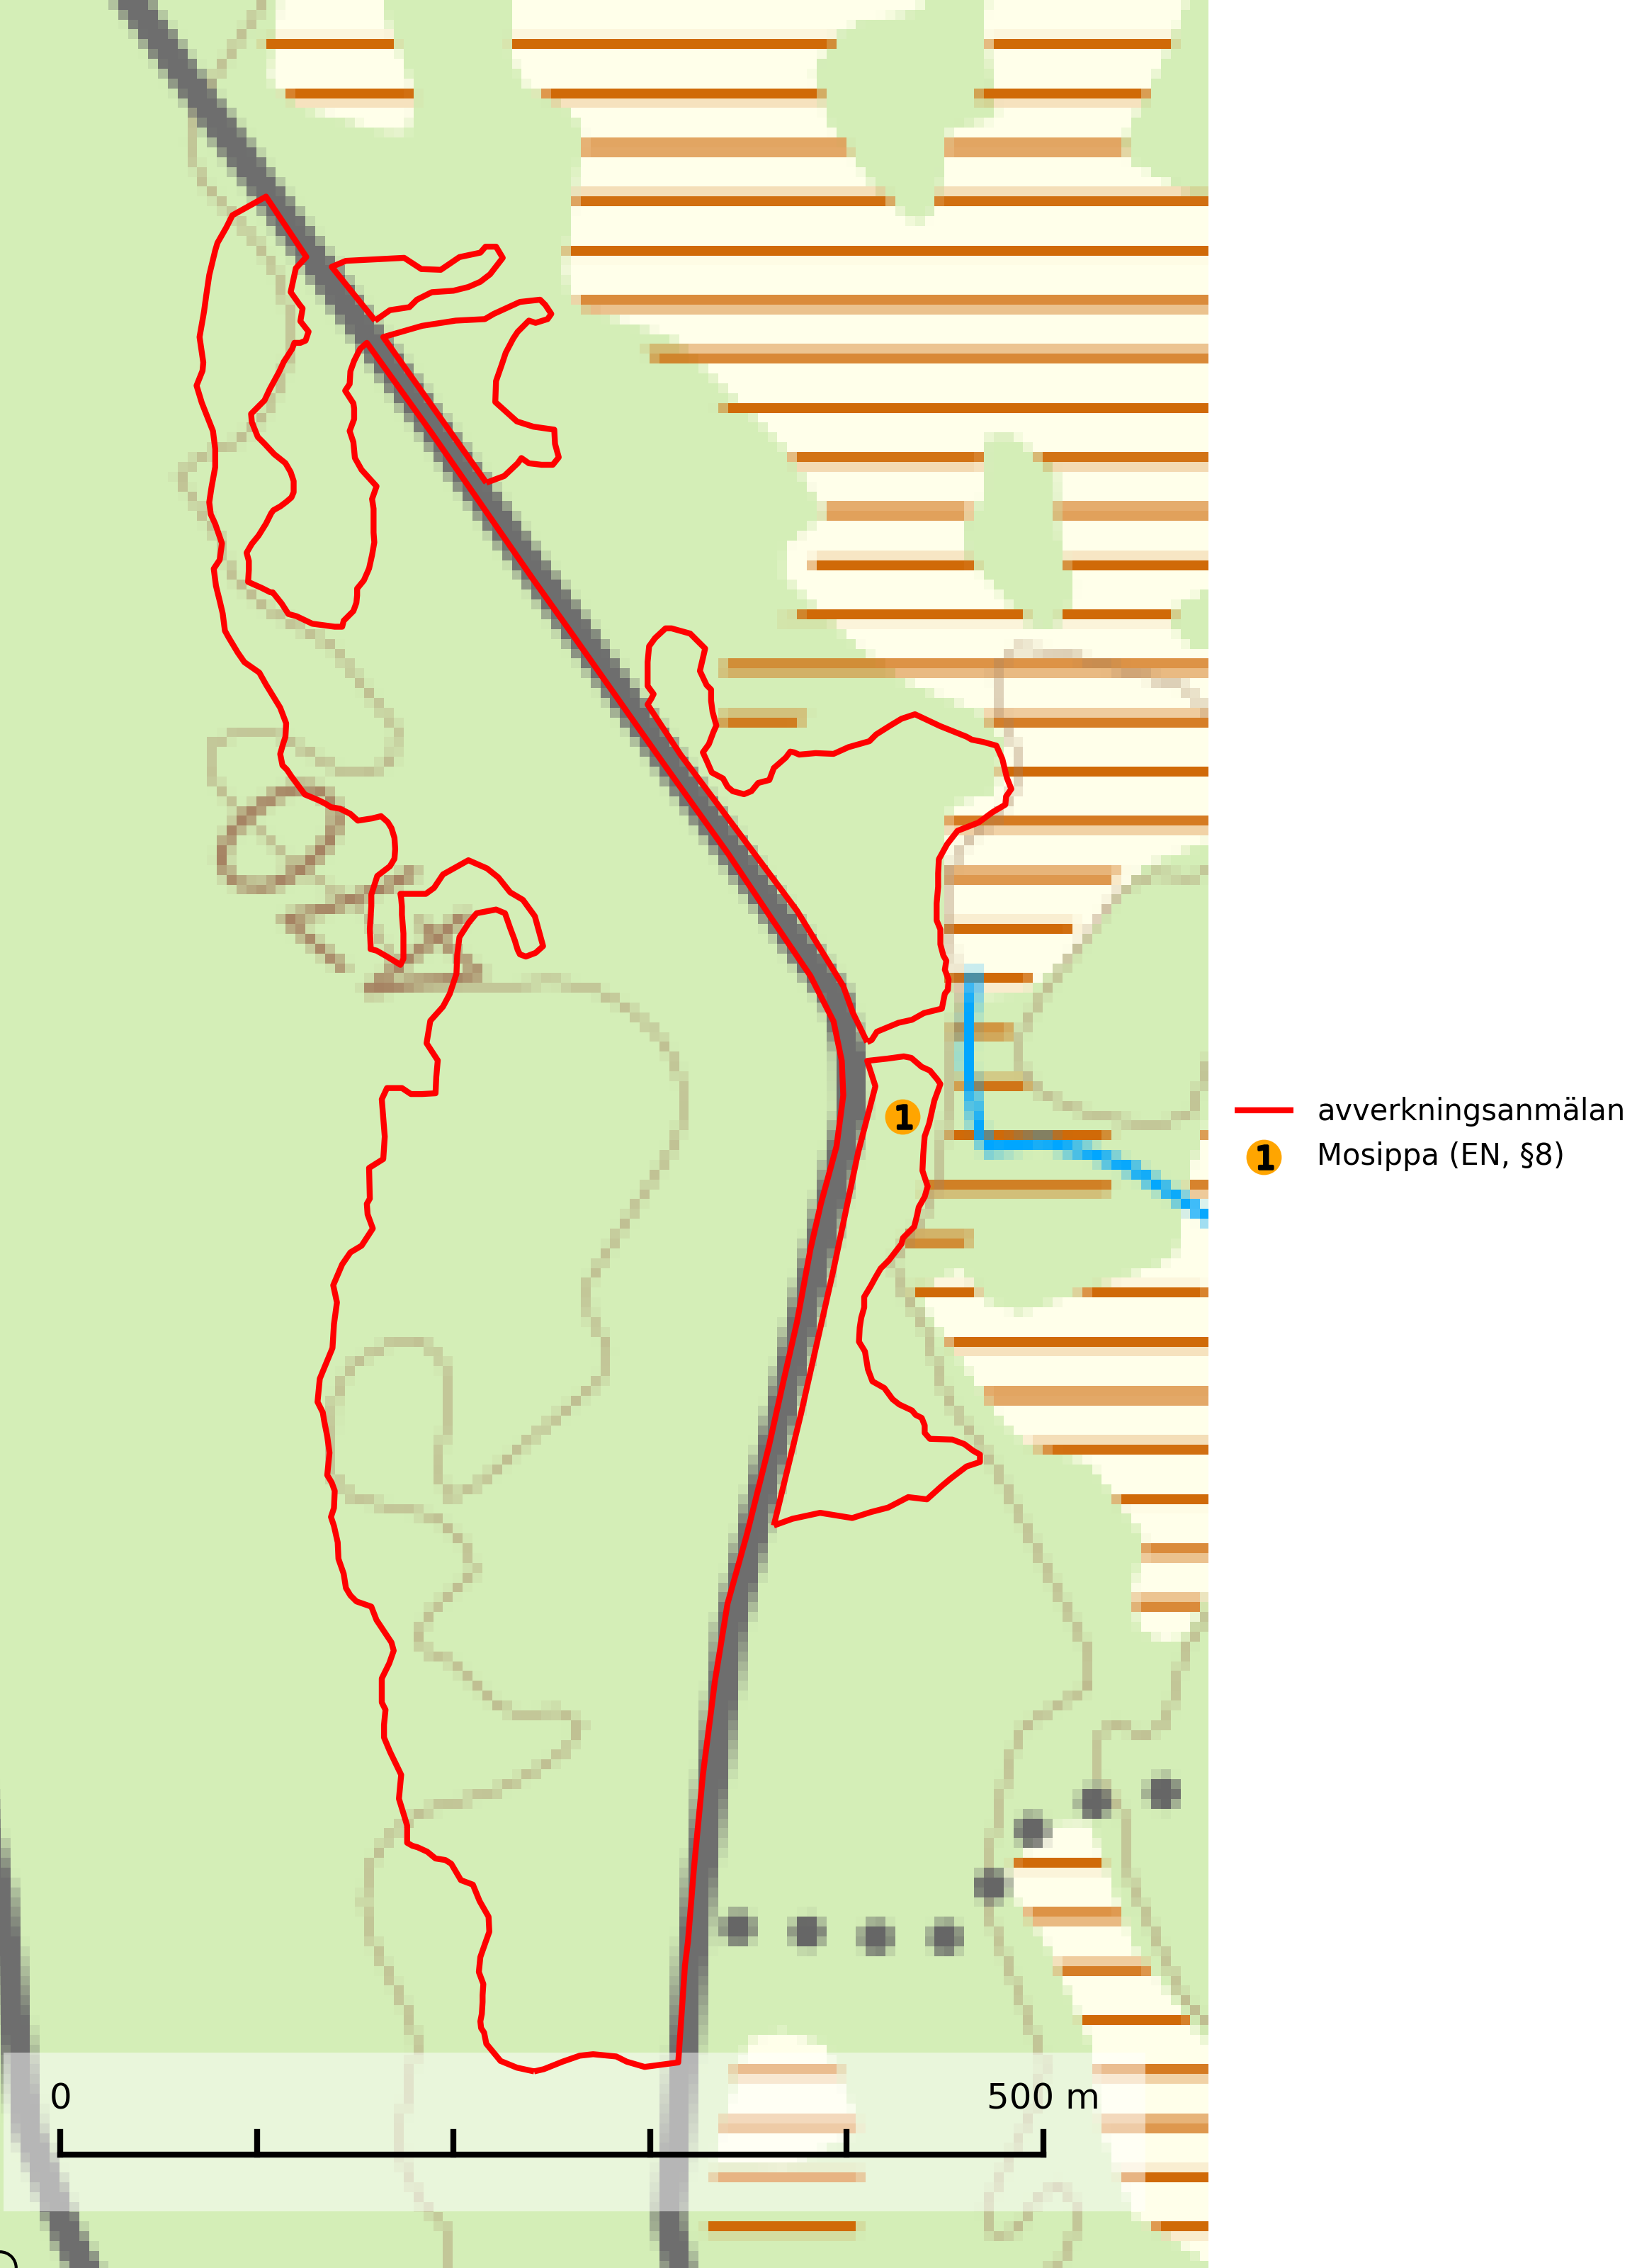 1
avverkningsanmälan
1 Mosippa (EN, §8)
0 500 m